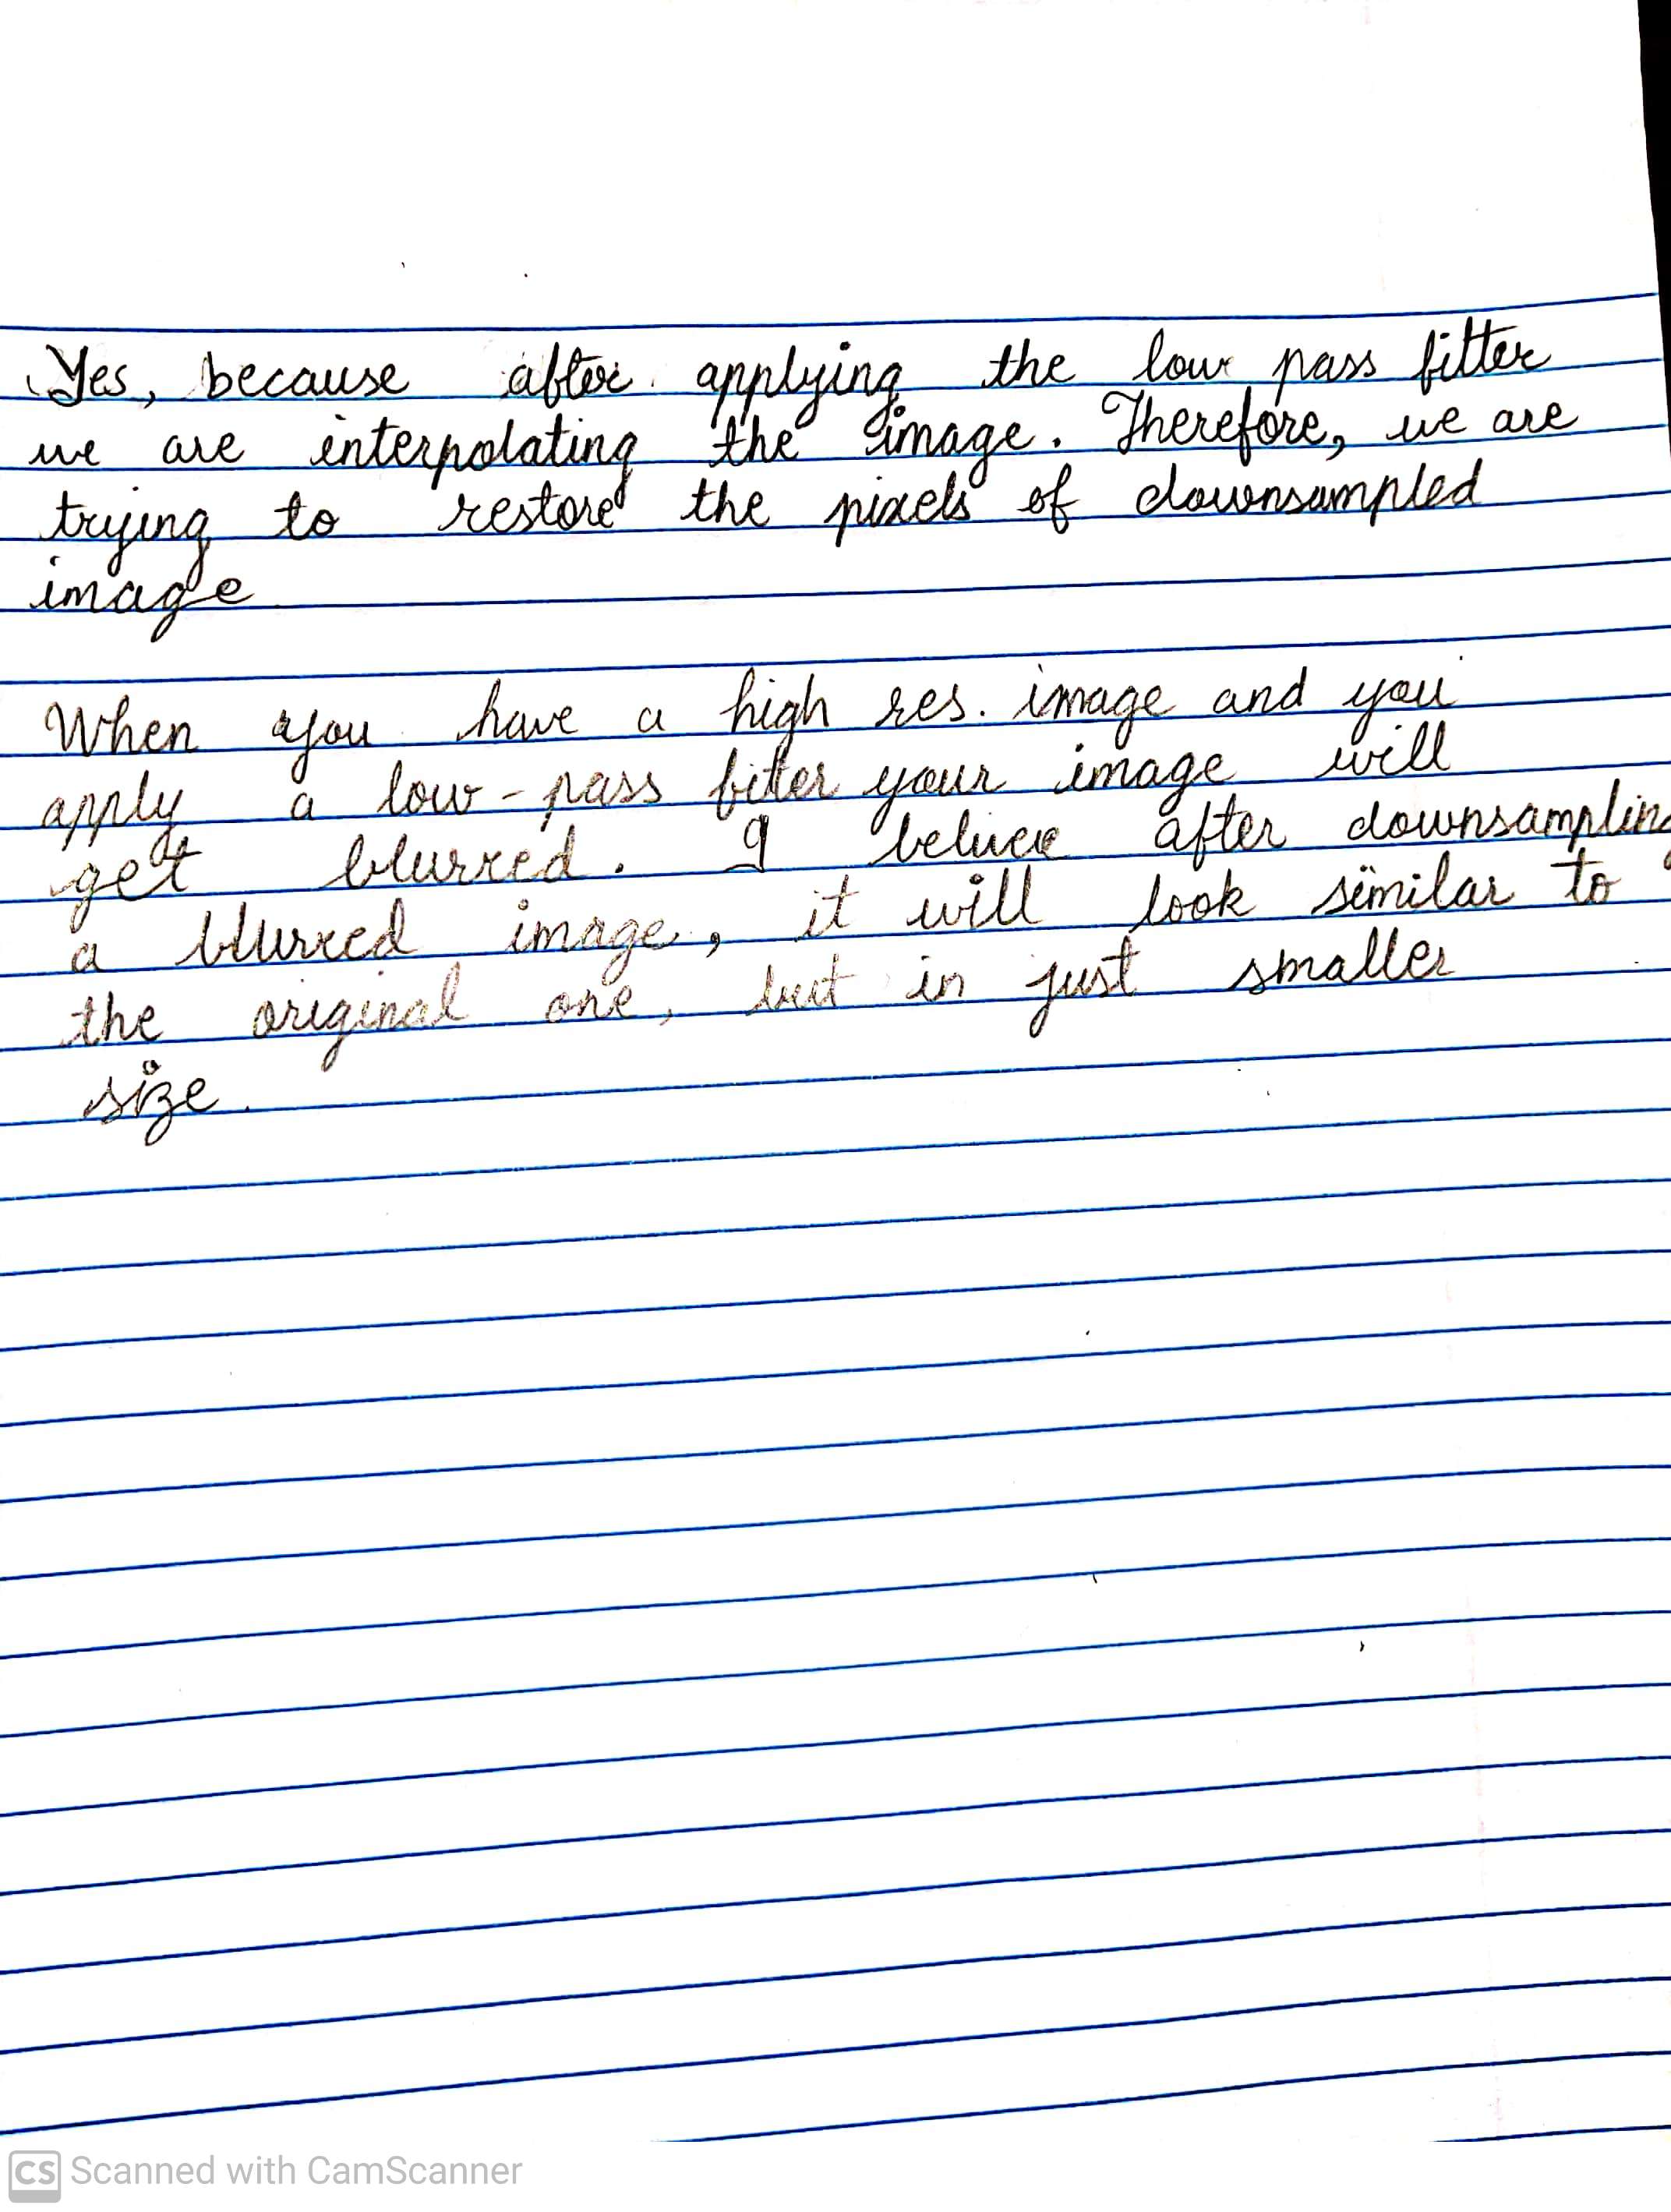 Yes, because after applying the low pass filter
we are interpolating the image. Therefore, we are
trying to restore the pixels of downsampled
image
When you have a high res. image and you
apply a low-pass filter your image will
get blurred. I beluee after downsampling
a blurred image, it will look similar to
the original one, but in just smaller
size.
CS Scanned with CamScanner